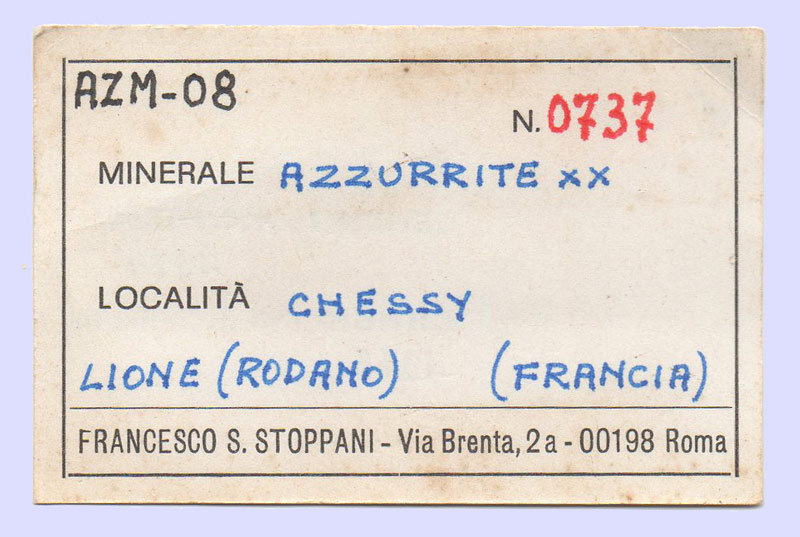 AZM-08
N. 0737
MINERALE AZZURRITE xx
LOCALITÀ CHESSY
LIONE (RODANO) (FRANCIA)
FRANCESCO S. STOPPANI - Via Brenta, 2a - 00198 Roma